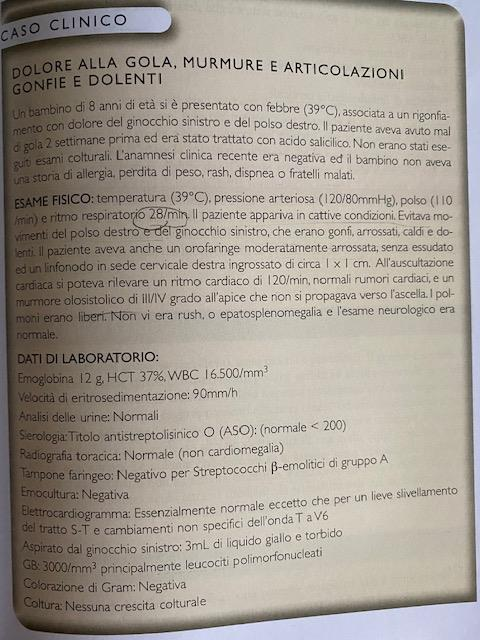 CASO CLINICO
DOLORE ALLA GOLA, MURMURE E ARTICOLAZIONI
GONFIE E DOLENTI
Un bambino di 8 anni di età si è presentato con febbre (39°C), associata a un rigonfia-
mento con dolore del ginocchio sinistro e del polso destro. Il paziente aveva avuto mal
di gola 2 settimane prima ed era stato trattato con acido salicilico. Non erano stati ese-
guiti esami colturali. L'anamnesi clinica recente era negativa ed il bambino non aveva
una storia di allergia, perdita di peso, rash, dispnea o fratelli malati.
ESAME FISICO: temperatura (39°C), pressione arteriosa (120/80mmHg), polso (110
/min) e ritmo respiratorio 28/min. Il paziente appariva in cattive condizioni. Evitava mo-
vimenti del polso destro e del ginocchio sinistro, che erano gonfi, arrossati, caldi e do-
lenti. Il paziente aveva anche un orofaringe moderatamente arrossata, senza essudato
ed un linfonodo in sede cervicale destra ingrossato di circa 1 x 1 cm. All'auscultazione
cardiaca si poteva rilevare un ritmo cardiaco di 120/min, normali rumori cardiaci, e un
murmore olosistolico di III/IV grado all'apice che non si propagava verso l'ascella. I pol-
moni erano liberi. Non vi era rush, o epatosplenomegalia e l'esame neurologico era
normale.
DATI DI LABORATORIO:
Emoglobina 12 g, HCT 37%, WBC 16.500/mm³
Velocità di eritrosedimentazione: 90mm/h
Analisi delle urine: Normali
Sierologia: Titolo antistreptolisinico O (ASO): (normale < 200)
Radiografia toracica: Normale (non cardiomegalia)
Tampone faringeo: Negativo per Streptococchi β-emolitici di gruppo A
Emocultura: Negativa
Elettrocardiogramma: Essenzialmente normale eccetto che per un lieve slivellamento
del tratto S-T e cambiamenti non specifici dell'onda T a V6
Aspirato dal ginocchio sinistro: 3mL di liquido giallo e torbido
GB: 3000/mm³ principalmente leucociti polimorfonucleati
Colorazione di Gram: Negativa
Coltura: Nessuna crescita colturale